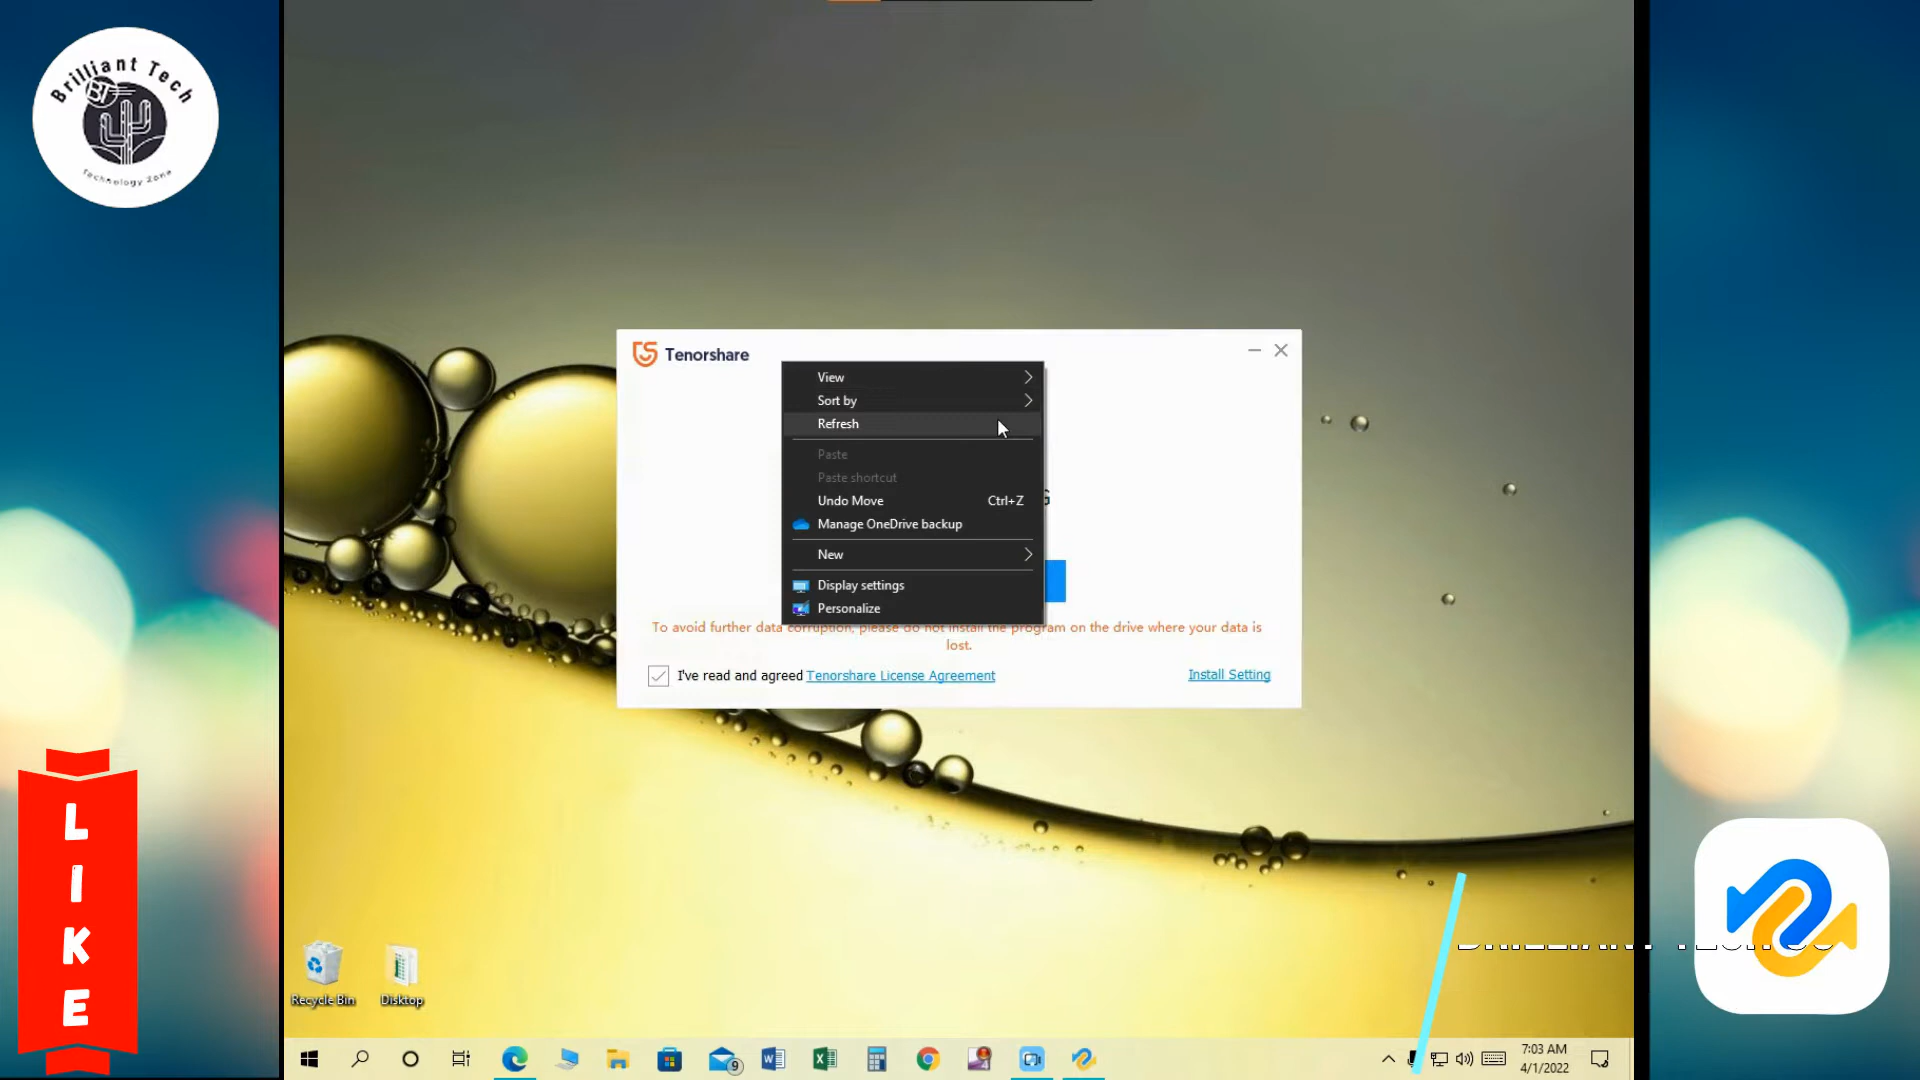 Brilliant Tech
BT
Technology Zone
Tenorshare
View
Sort by
Refresh
Paste
Paste shortcut
Undo Move Ctrl+Z
Manage OneDrive backup
New
Display settings
Personalize
To avoid further data corruption, please do not install the program on the drive where your data is
lost.
I've read and agreed Tenorshare License Agreement
Install Setting
LIKE
Recycle Bin
Disktop
9
7:03 AM
4/1/2022